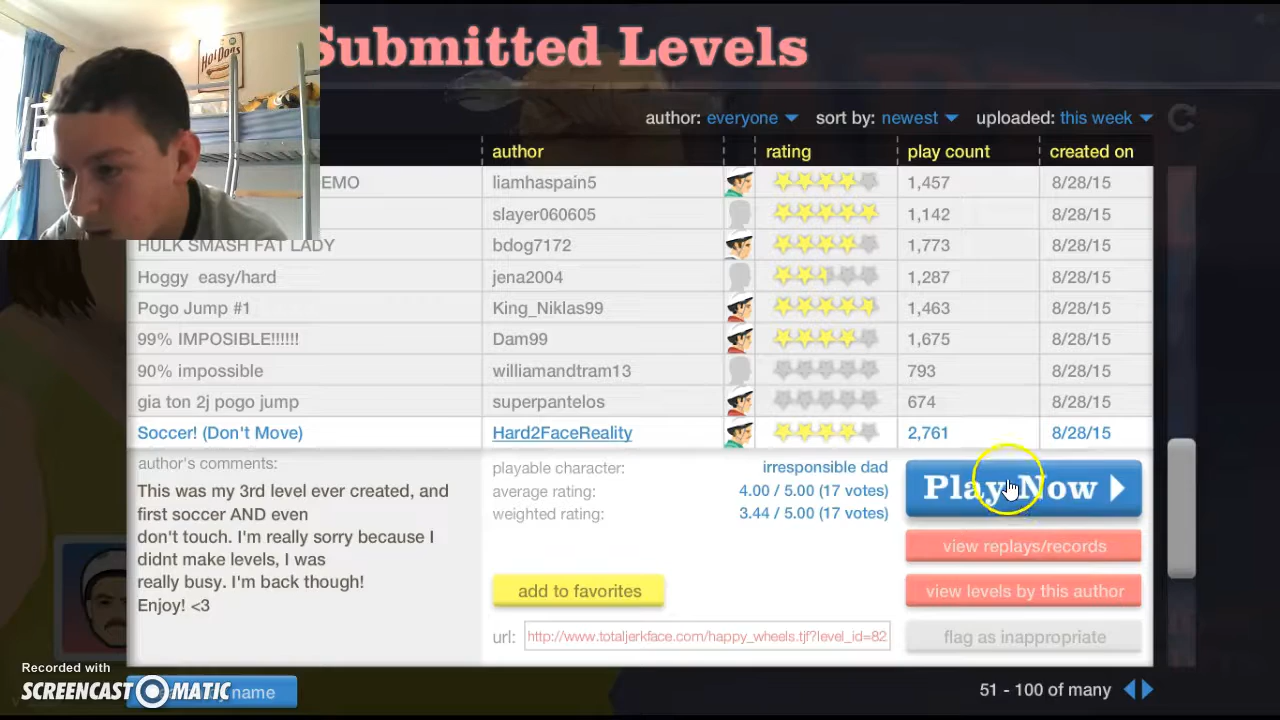 HOT DOGS
Submitted Levels
author: everyone sort by: newest uploaded: this week
author rating play count created on
EMO liamhaspain5 1,457 8/28/15
slayer060605 1,142 8/28/15
HULK SMASH FAT LADY bdog7172 1,773 8/28/15
Hoggy easy/hard jena2004 1,287 8/28/15
Pogo Jump #1 King_Niklas99 1,463 8/28/15
99% IMPOSIBLE!!!!!! Dam99 1,675 8/28/15
90% impossible williamandtram13 793 8/28/15
gia ton 2j pogo jump superpantelos 674 8/28/15
Soccer! (Don't Move) Hard2FaceReality 2,761 8/28/15
author's comments:
This was my 3rd level ever created, and
first soccer AND even
don't touch. I'm really sorry because I
didnt make levels, I was
really busy. I'm back though!
Enjoy! <3
playable character: irresponsible dad
average rating: 4.00 / 5.00 (17 votes)
weighted rating: 3.44 / 5.00 (17 votes)
add to favorites
url: http://www.totaljerkface.com/happy_wheels.tjf?level_id=82
Play Now
view replays/records
view levels by this author
flag as inappropriate
Recorded with
SCREENCAST-O-MATIC
name
51 - 100 of many